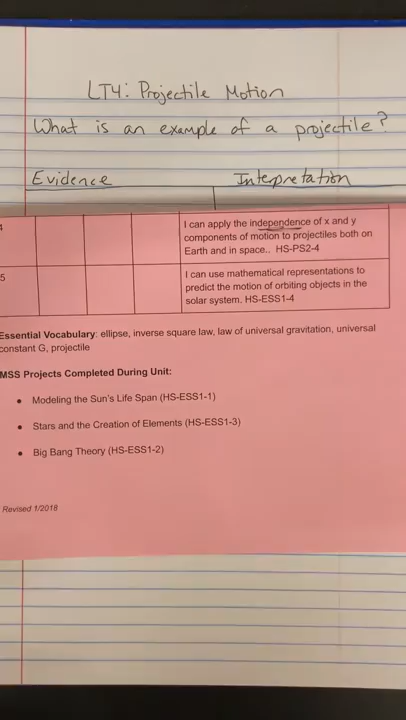 LT4: Projectile Motion
What is an example of a projectile?
Evidence
Interpretation
4
I can apply the independence of x and y
components of motion to projectiles both on
Earth and in space.. HS-PS2-4
5
I can use mathematical representations to
predict the motion of orbiting objects in the
solar system. HS-ESS1-4
Essential Vocabulary: ellipse, inverse square law, law of universal gravitation, universal
constant G, projectile
MSS Projects Completed During Unit:
• Modeling the Sun's Life Span (HS-ESS1-1)
• Stars and the Creation of Elements (HS-ESS1-3)
• Big Bang Theory (HS-ESS1-2)
Revised 1/2018